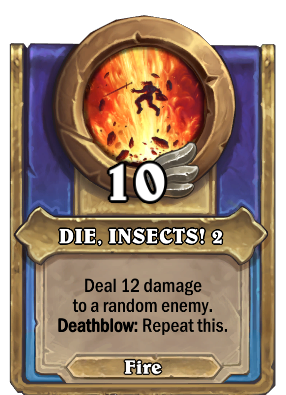 10
DIE, INSECTS! 2
Deal 12 damage
to a random enemy.
Deathblow: Repeat this.
Fire